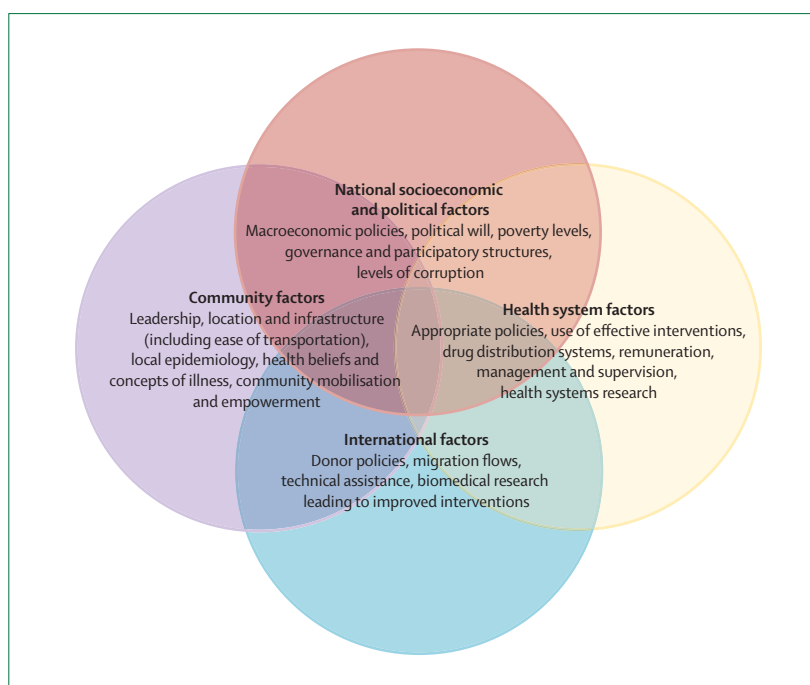 National socioeconomic
and political factors
Macroeconomic policies, political will, poverty levels,
governance and participatory structures,
levels of corruption
Community factors
Leadership, location and infrastructure
(including ease of transportation),
local epidemiology, health beliefs and
concepts of illness, community mobilisation
and empowerment
Health system factors
Appropriate policies, use of effective interventions,
drug distribution systems, remuneration,
management and supervision,
health systems research
International factors
Donor policies, migration flows,
technical assistance, biomedical research
leading to improved interventions